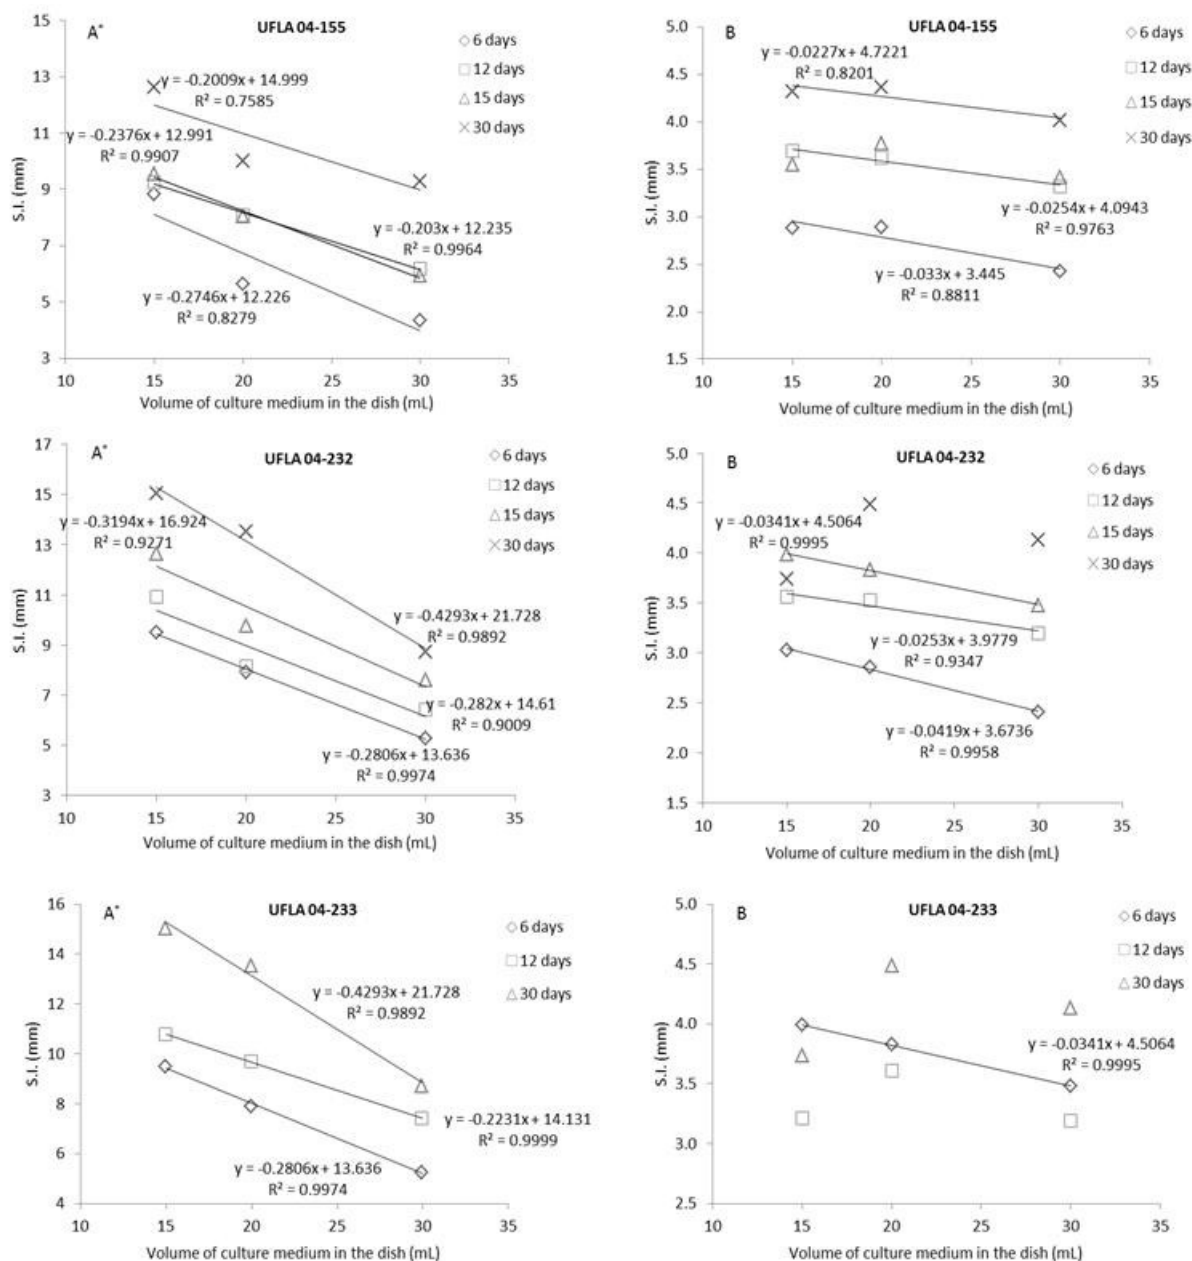 A*
UFLA 04-155
6 days
12 days
15 days
30 days
y = -0.2009x + 14.999
R² = 0.7585
y = -0.2376x + 12.991
R² = 0.9907
y = -0.203x + 12.235
R² = 0.9964
y = -0.2746x + 12.226
R² = 0.8279
S.I. (mm)
15
13
11
9
7
5
3
10 15 20 25 30 35
Volume of culture medium in the dish (mL)
B
UFLA 04-155
6 days
12 days
15 days
30 days
y = -0.0227x + 4.7221
R² = 0.8201
y = -0.0254x + 4.0943
R² = 0.9763
y = -0.033x + 3.445
R² = 0.8811
S.I. (mm)
5.0
4.5
4.0
3.5
3.0
2.5
2.0
1.5
10 15 20 25 30 35
Volume of culture medium in the dish (mL)
A*
UFLA 04-232
6 days
12 days
15 days
30 days
y = -0.3194x + 16.924
R² = 0.9271
y = -0.4293x + 21.728
R² = 0.9892
y = -0.282x + 14.61
R² = 0.9009
y = -0.2806x + 13.636
R² = 0.9974
S.I. (mm)
17
15
13
11
9
7
5
3
10 15 20 25 30 35
Volume of culture medium in the dish (mL)
B
UFLA 04-232
6 days
12 days
15 days
30 days
y = -0.0341x + 4.5064
R² = 0.9995
y = -0.0253x + 3.9779
R² = 0.9347
y = -0.0419x + 3.6736
R² = 0.9958
S.I. (mm)
5.0
4.5
4.0
3.5
3.0
2.5
2.0
1.5
10 15 20 25 30 35
Volume of culture medium in the dish (mL)
A*
UFLA 04-233
6 days
12 days
30 days
y = -0.4293x + 21.728
R² = 0.9892
y = -0.2231x + 14.131
R² = 0.9999
y = -0.2806x + 13.636
R² = 0.9974
S.I. (mm)
16
14
12
10
8
6
4
10 15 20 25 30 35
Volume of culture medium in the dish (mL)
B
UFLA 04-233
6 days
12 days
30 days
y = -0.0341x + 4.5064
R² = 0.9995
S.I. (mm)
5.0
4.5
4.0
3.5
3.0
2.5
10 15 20 25 30 35
Volume of culture medium in the dish (mL)